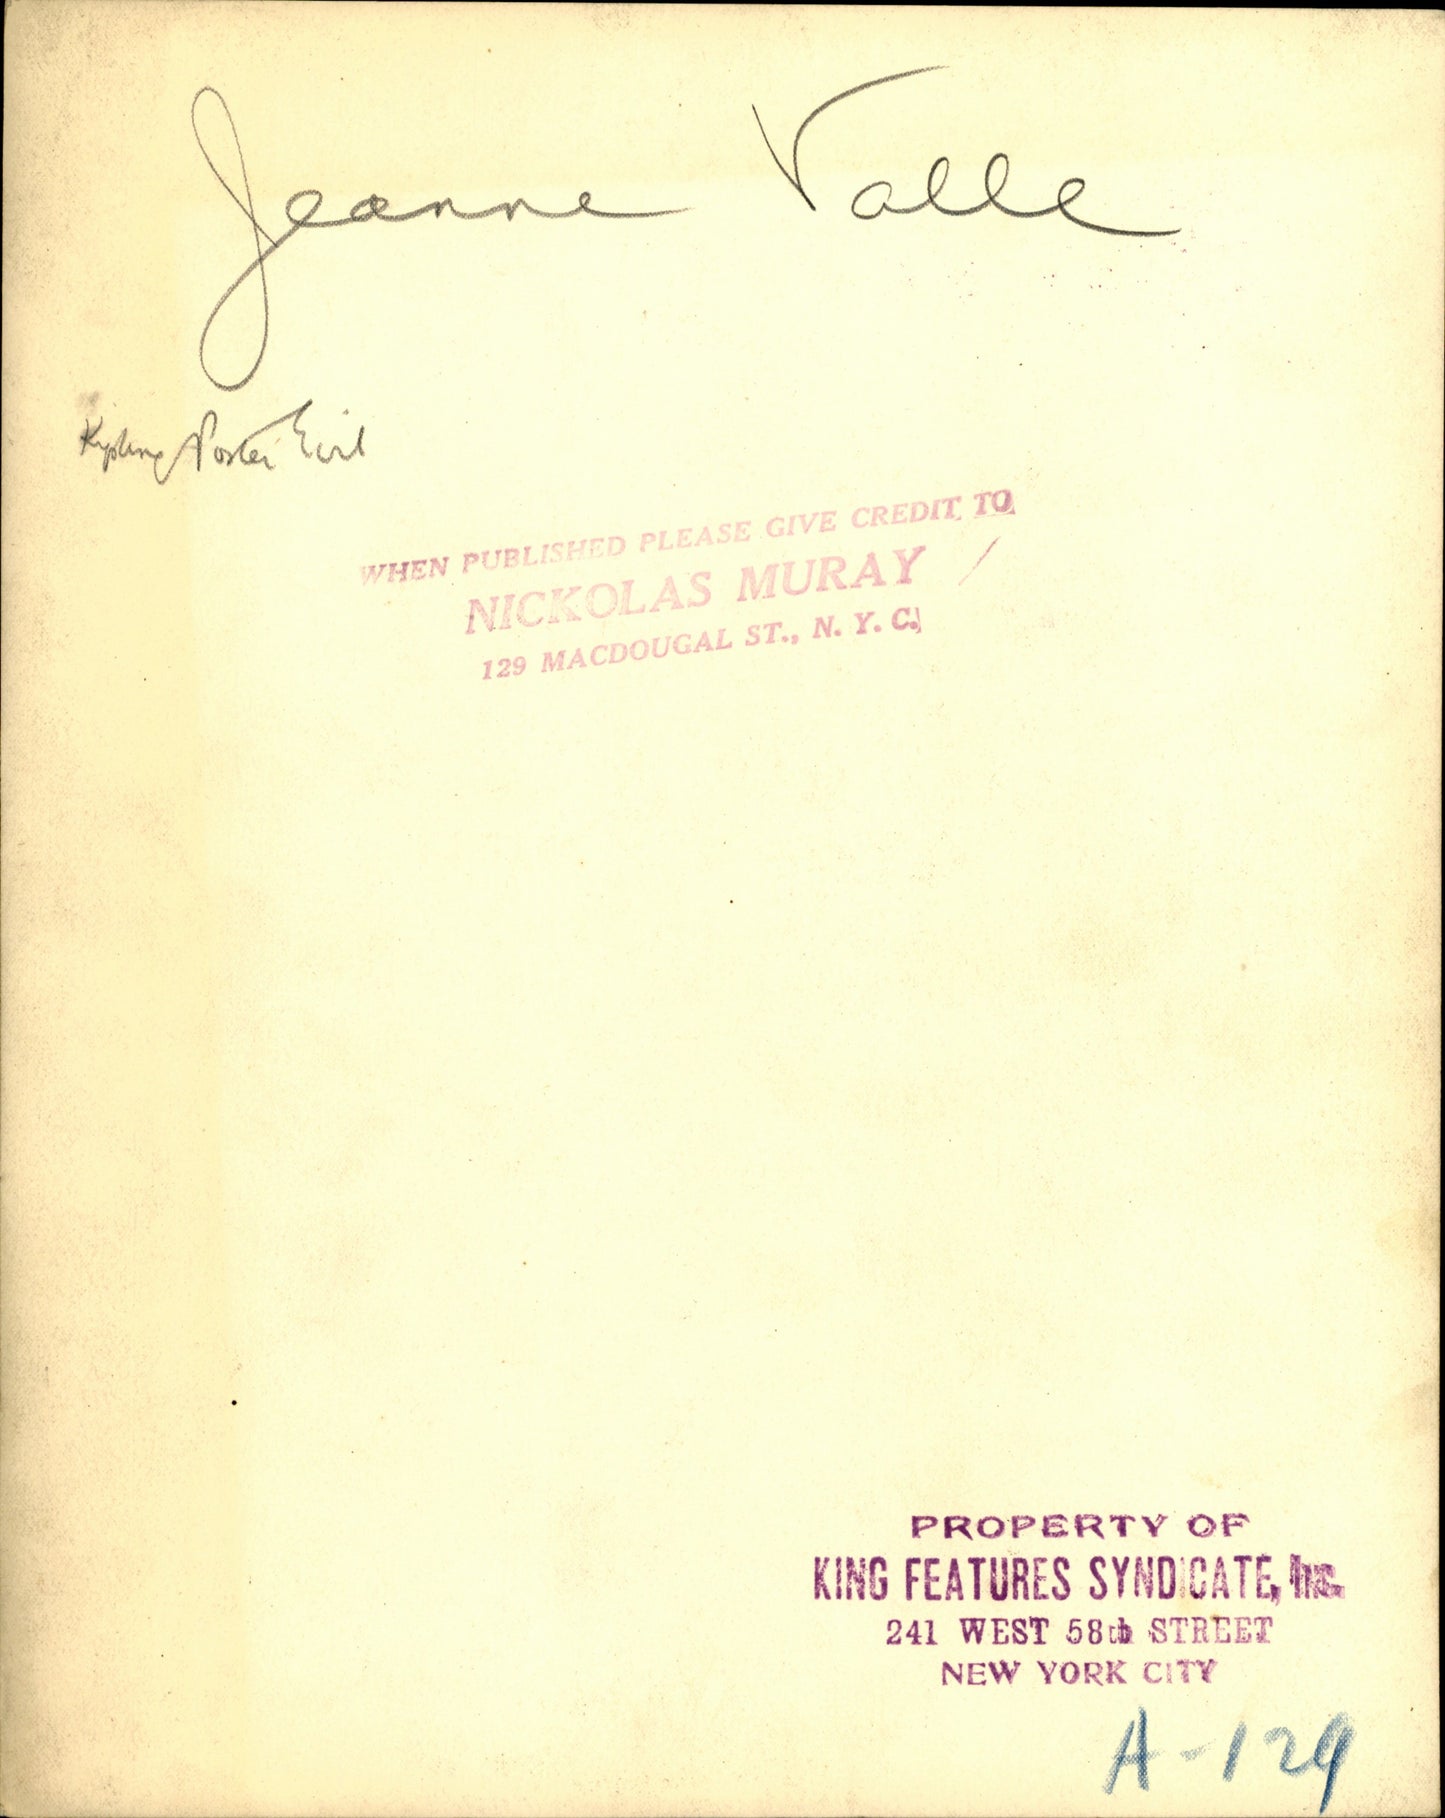 Jeanne Valle
Kipling Poster Girl
WHEN PUBLISHED PLEASE GIVE CREDIT TO
NICKOLAS MURAY
129 MACDOUGAL ST., N. Y. C.
PROPERTY OF
KING FEATURES SYNDICATE, Inc.
241 WEST 58th STREET
NEW YORK CITY
A-129